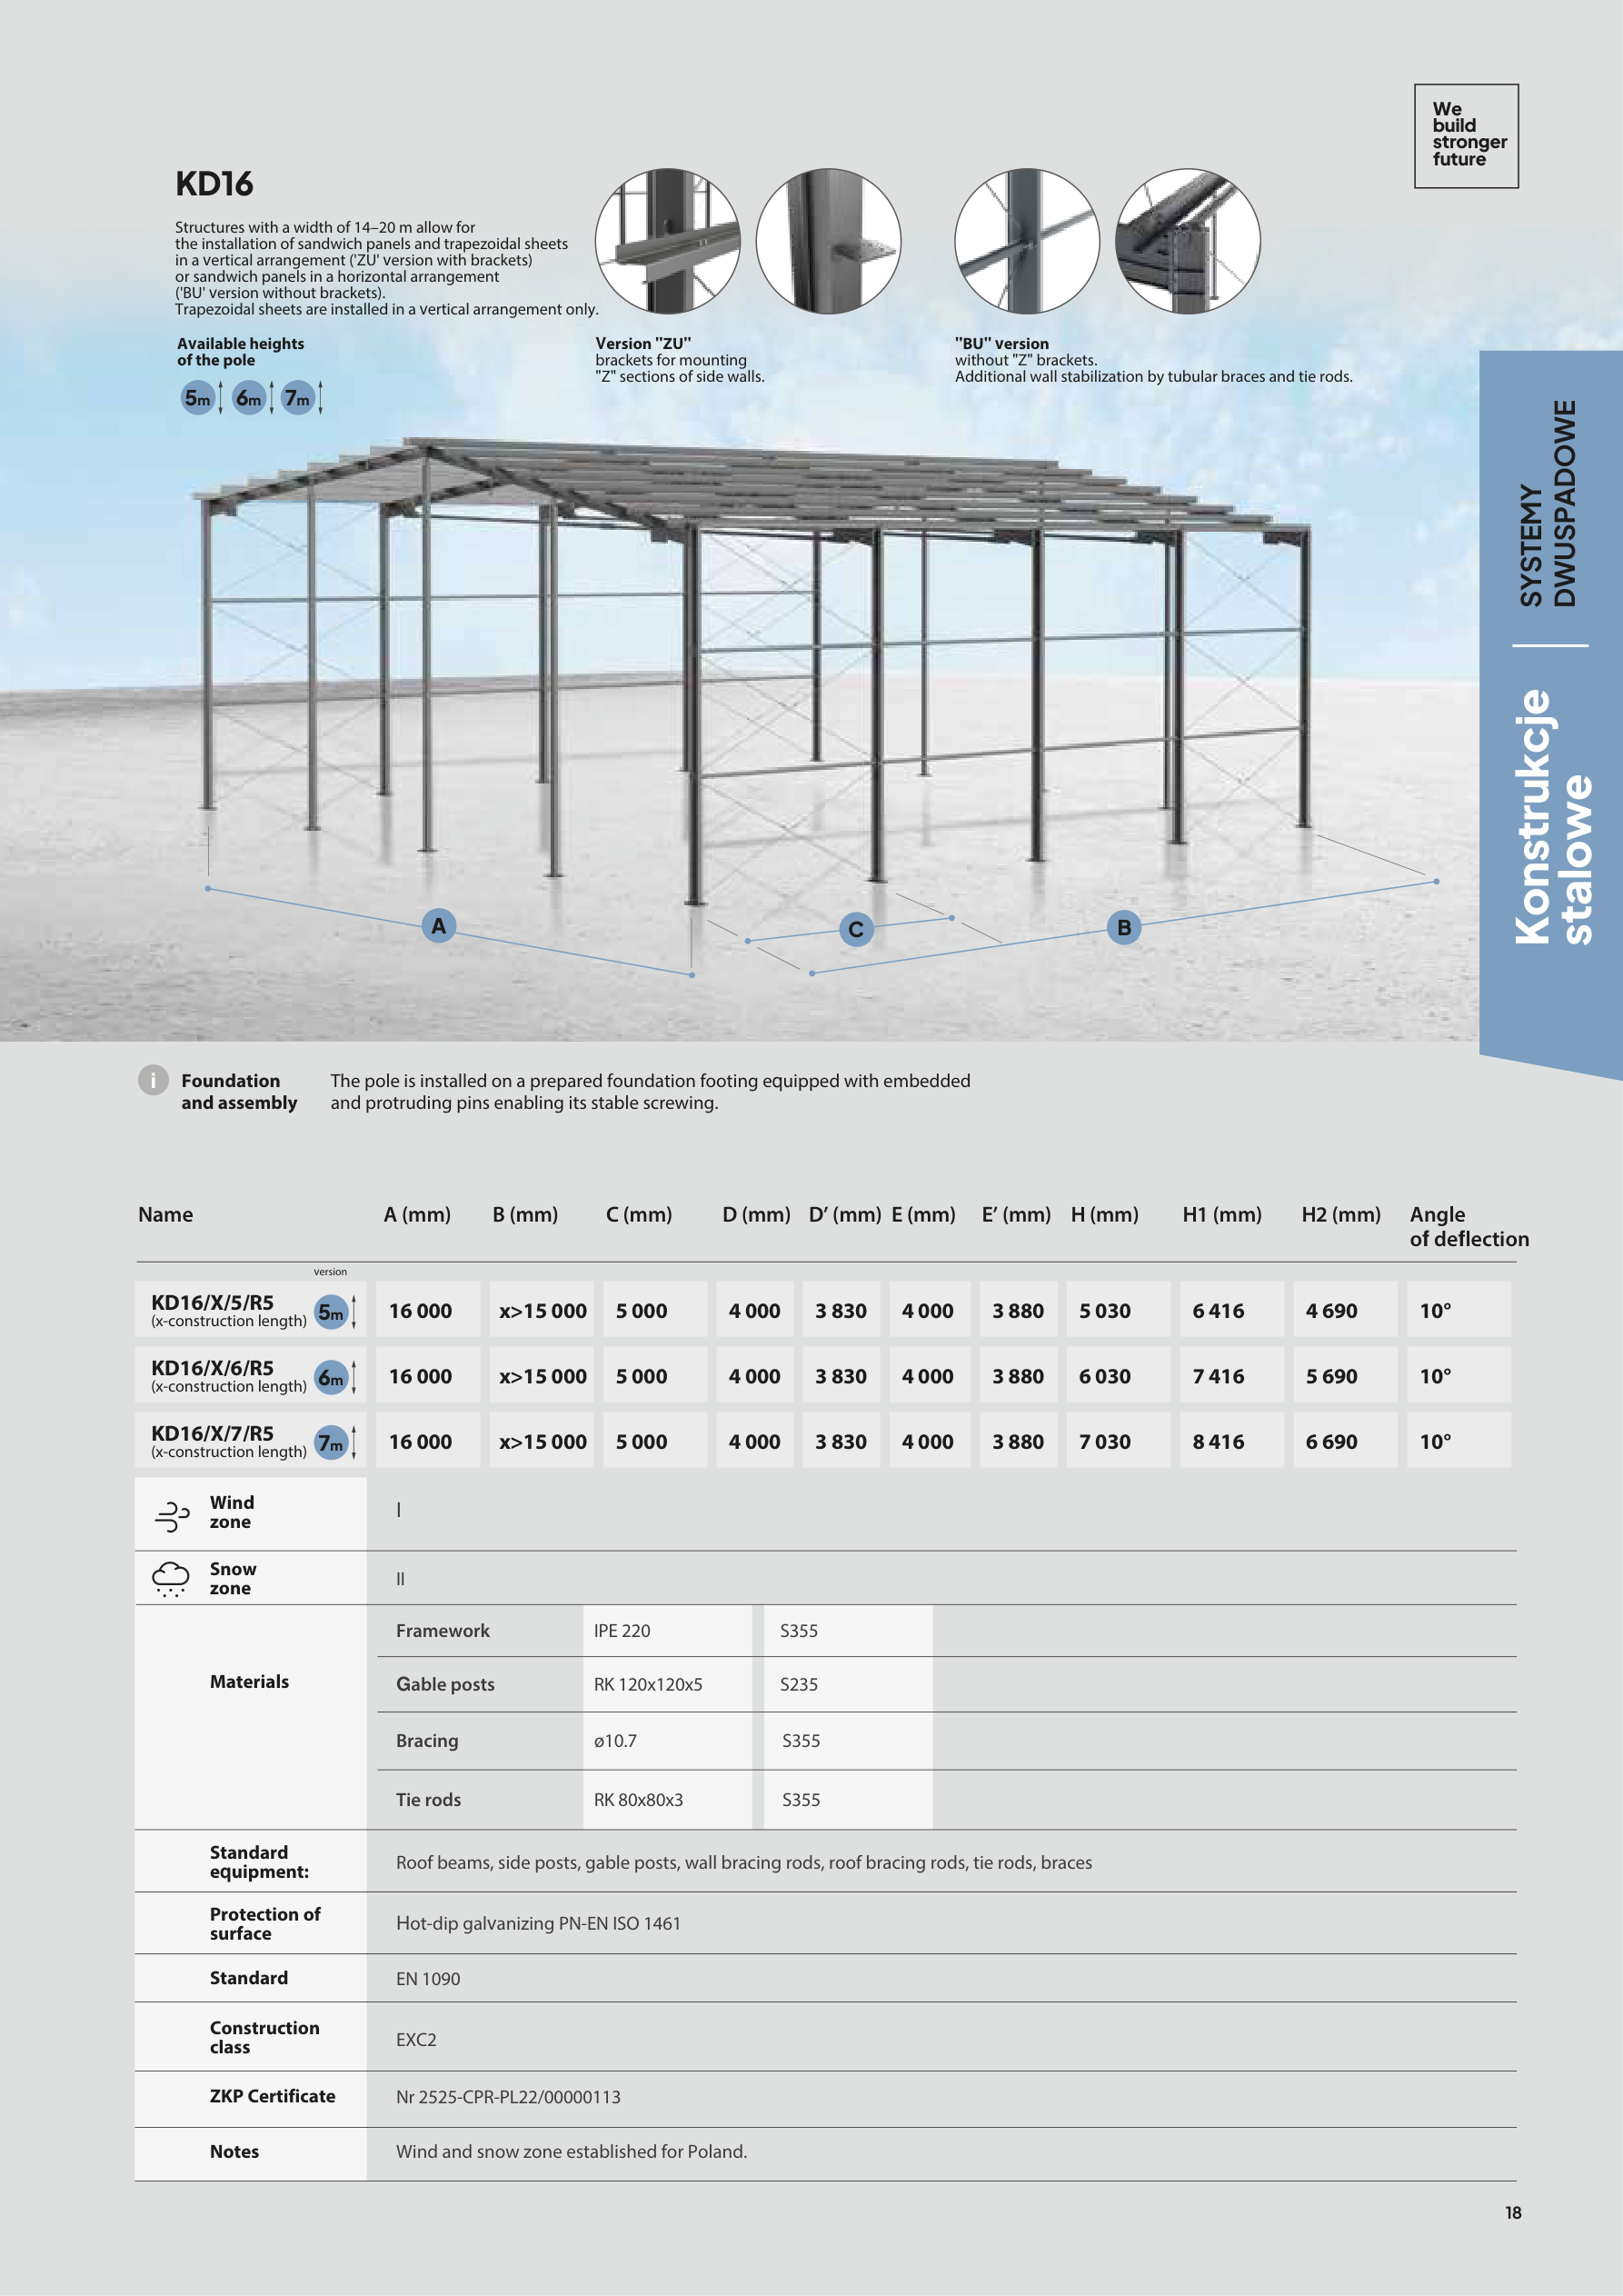 We
build
stronger
future
KD16
Structures with a width of 14–20 m allow for
the installation of sandwich panels and trapezoidal sheets
in a vertical arrangement ('ZU' version with brackets)
or sandwich panels in a horizontal arrangement
('BU' version without brackets).
Trapezoidal sheets are installed in a vertical arrangement only.
Available heights
of the pole
5m 6m 7m
Version "ZU"
brackets for mounting
"Z" sections of side walls.
"BU" version
without "Z" brackets.
Additional wall stabilization by tubular braces and tie rods.
SYSTEMY
DWUSPADOWE
Konstrukcje
stalowe
A
C
B
i
Foundation
and assembly
The pole is installed on a prepared foundation footing equipped with embedded
and protruding pins enabling its stable screwing.
Name A (mm) B (mm) C (mm) D (mm) D’ (mm) E (mm) E’ (mm) H (mm) H1 (mm) H2 (mm) Angle
of deflection
version
KD16/X/5/R5 5m 16 000 x>15 000 5 000 4 000 3 830 4 000 3 880 5 030 6 416 4 690 10°
(x-construction length)
KD16/X/6/R5 6m 16 000 x>15 000 5 000 4 000 3 830 4 000 3 880 6 030 7 416 5 690 10°
(x-construction length)
KD16/X/7/R5 7m 16 000 x>15 000 5 000 4 000 3 830 4 000 3 880 7 030 8 416 6 690 10°
(x-construction length)
Wind
zone
I
Snow
zone
II
Materials
Framework IPE 220 S355
Gable posts RK 120x120x5 S235
Bracing ø10.7 S355
Tie rods RK 80x80x3 S355
Standard
equipment:
Roof beams, side posts, gable posts, wall bracing rods, roof bracing rods, tie rods, braces
Protection of
surface
Hot-dip galvanizing PN-EN ISO 1461
Standard EN 1090
Construction
class
EXC2
ZKP Certificate Nr 2525-CPR-PL22/00000113
Notes Wind and snow zone established for Poland.
18